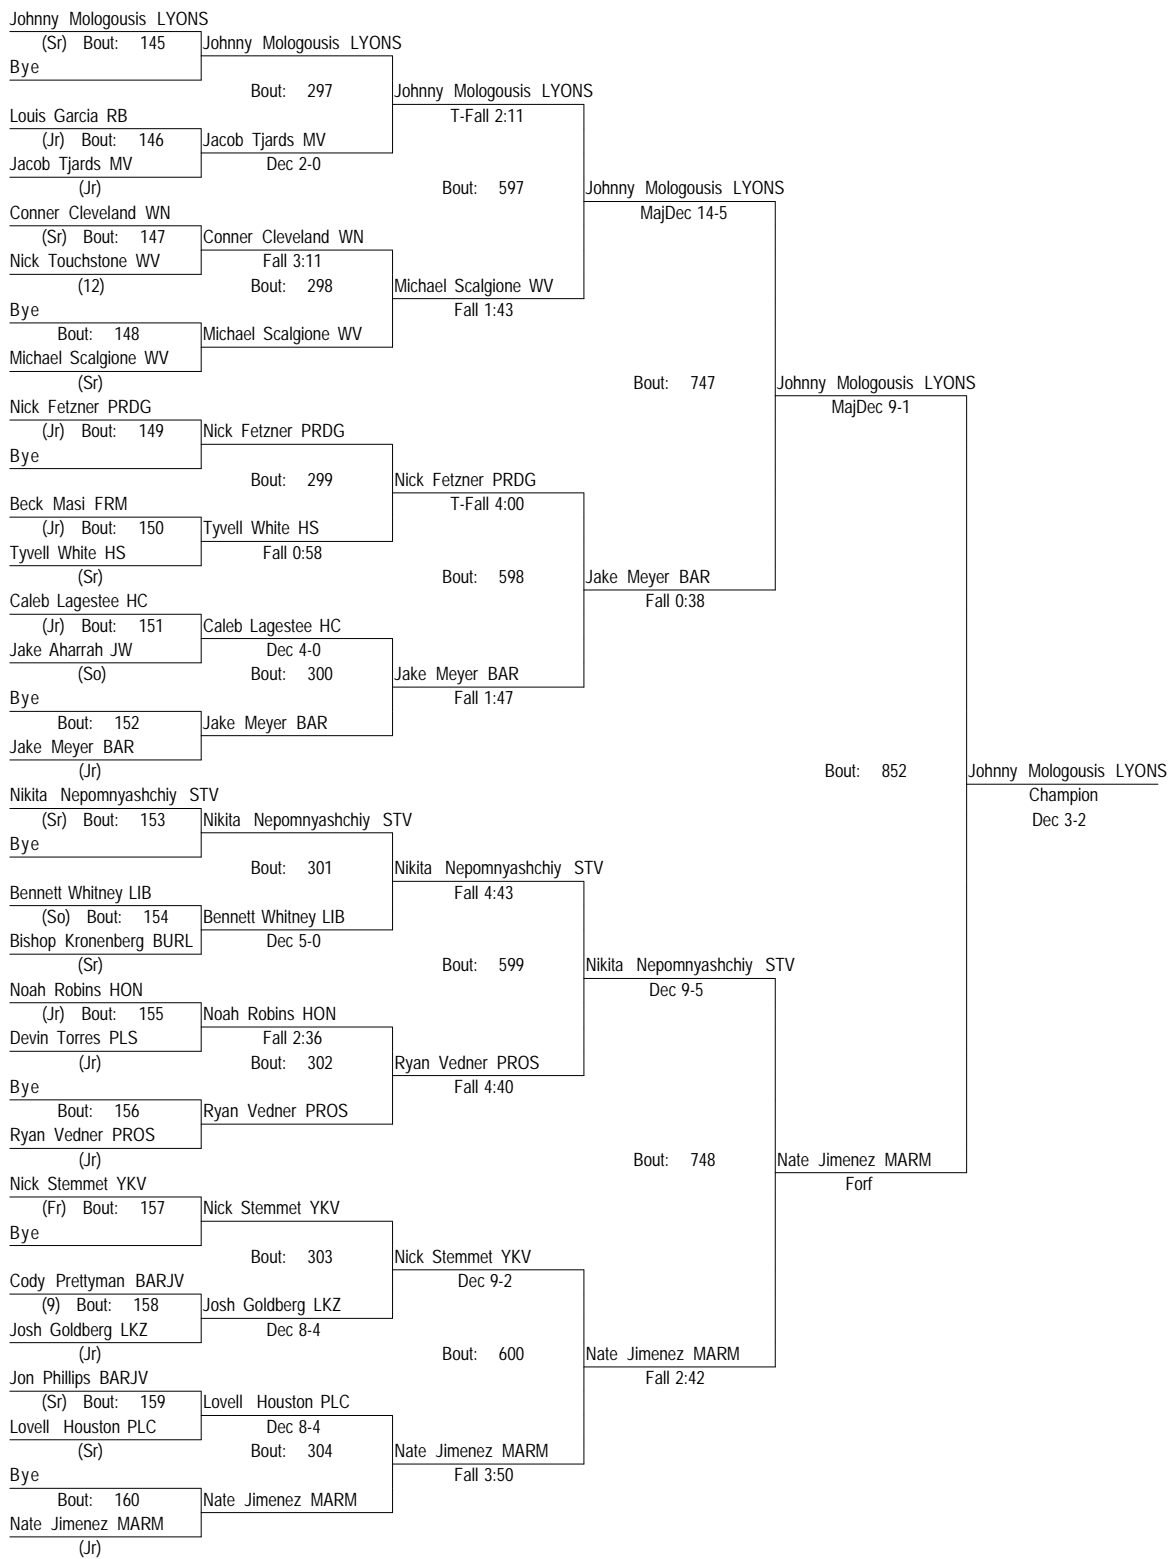 Johnny Mologousis LYONS
(Sr) Bout: 145
Bye
Louis Garcia RB
(Jr) Bout: 146
Jacob Tjards MV
(Jr)
Conner Cleveland WN
(Sr) Bout: 147
Nick Touchstone WV
(12)
Bye
Bout: 148
Michael Scalgione WV
(Sr)
Nick Fetzner PRDG
(Jr) Bout: 149
Bye
Beck Masi FRM
(Jr) Bout: 150
Tyvell White HS
(Sr)
Caleb Lagestee HC
(Jr) Bout: 151
Jake Aharrah JW
(So)
Bye
Bout: 152
Jake Meyer BAR
(Jr)
Nikita Nepomnyashchiy STV
(Sr) Bout: 153
Bye
Bennett Whitney LIB
(So) Bout: 154
Bishop Kronenberg BURL
(Sr)
Noah Robins HON
(Jr) Bout: 155
Devin Torres PLS
(Jr)
Bye
Bout: 156
Ryan Vedner PROS
(Jr)
Nick Stemmet YKV
(Fr) Bout: 157
Bye
Cody Prettyman BARJV
(9) Bout: 158
Josh Goldberg LKZ
(Jr)
Jon Phillips BARJV
(Sr) Bout: 159
Lovell Houston PLC
(Sr)
Bye
Bout: 160
Nate Jimenez MARM
(Jr)
Johnny Mologousis LYONS
Bout: 297
Jacob Tjards MV
Dec 2-0
Conner Cleveland WN
Fall 3:11
Bout: 298
Michael Scalgione WV
Nick Fetzner PRDG
Bout: 299
Tyvell White HS
Fall 0:58
Caleb Lagestee HC
Dec 4-0
Bout: 300
Jake Meyer BAR
Nikita Nepomnyashchiy STV
Bout: 301
Bennett Whitney LIB
Dec 5-0
Noah Robins HON
Fall 2:36
Bout: 302
Ryan Vedner PROS
Nick Stemmet YKV
Bout: 303
Josh Goldberg LKZ
Dec 8-4
Lovell Houston PLC
Dec 8-4
Bout: 304
Nate Jimenez MARM
Johnny Mologousis LYONS
T-Fall 2:11
Bout: 597
Michael Scalgione WV
Fall 1:43
Nick Fetzner PRDG
T-Fall 4:00
Bout: 598
Jake Meyer BAR
Fall 1:47
Nikita Nepomnyashchiy STV
Fall 4:43
Bout: 599
Ryan Vedner PROS
Fall 4:40
Nick Stemmet YKV
Dec 9-2
Bout: 600
Nate Jimenez MARM
Fall 3:50
Johnny Mologousis LYONS
MajDec 14-5
Bout: 747
Jake Meyer BAR
Fall 0:38
Nikita Nepomnyashchiy STV
Dec 9-5
Bout: 748
Nate Jimenez MARM
Fall 2:42
Johnny Mologousis LYONS
MajDec 9-1
Bout: 852
Nate Jimenez MARM
Forf
Johnny Mologousis LYONS
Champion
Dec 3-2